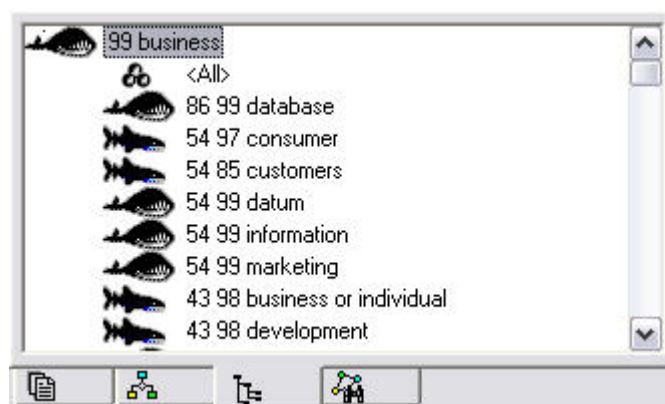 99 business
<All>
86 99 database
54 97 consumer
54 85 customers
54 99 datum
54 99 information
54 99 marketing
43 98 business or individual
43 98 development